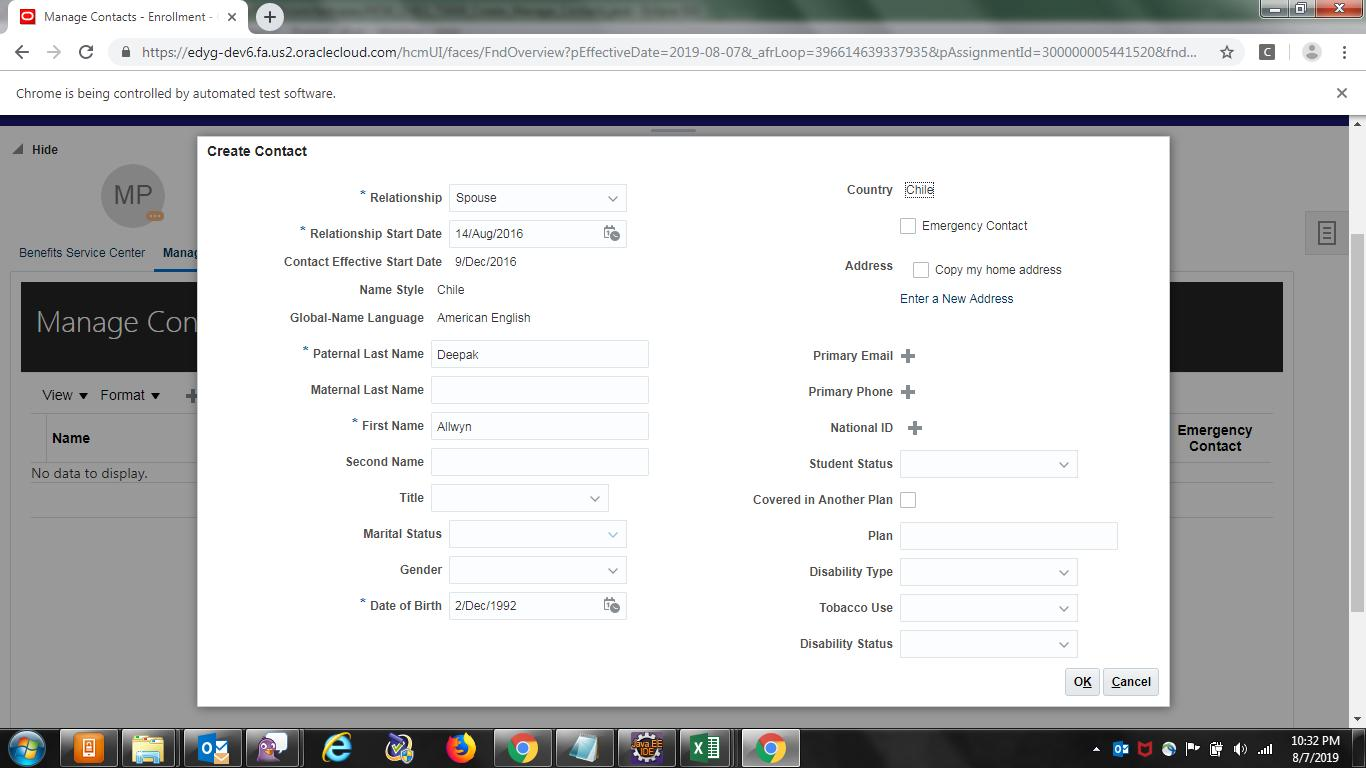 Manage Contacts - Enrollment -
https://edyg-dev6.fa.us2.oraclecloud.com/hcmUI/faces/FndOverview?pEffectiveDate=2019-08-07&_afrLoop=396614639337935&pAssignmentId=300000005441520&fnd...
C
Chrome is being controlled by automated test software.
Hide
MP
Benefits Service Center
Manag
Manage Con
View
Format
Name
No data to display.
Emergency
Contact
Create Contact
* Relationship Spouse
* Relationship Start Date 14/Aug/2016
Contact Effective Start Date 9/Dec/2016
Name Style Chile
Global-Name Language American English
* Paternal Last Name Deepak
Maternal Last Name
* First Name Allwyn
Second Name
Title
Marital Status
Gender
* Date of Birth 2/Dec/1992
Country Chile
Emergency Contact
Address Copy my home address
Enter a New Address
Primary Email
Primary Phone
National ID
Student Status
Covered in Another Plan
Plan
Disability Type
Tobacco Use
Disability Status
OK Cancel
Java EE
IDE
10:32 PM
8/7/2019